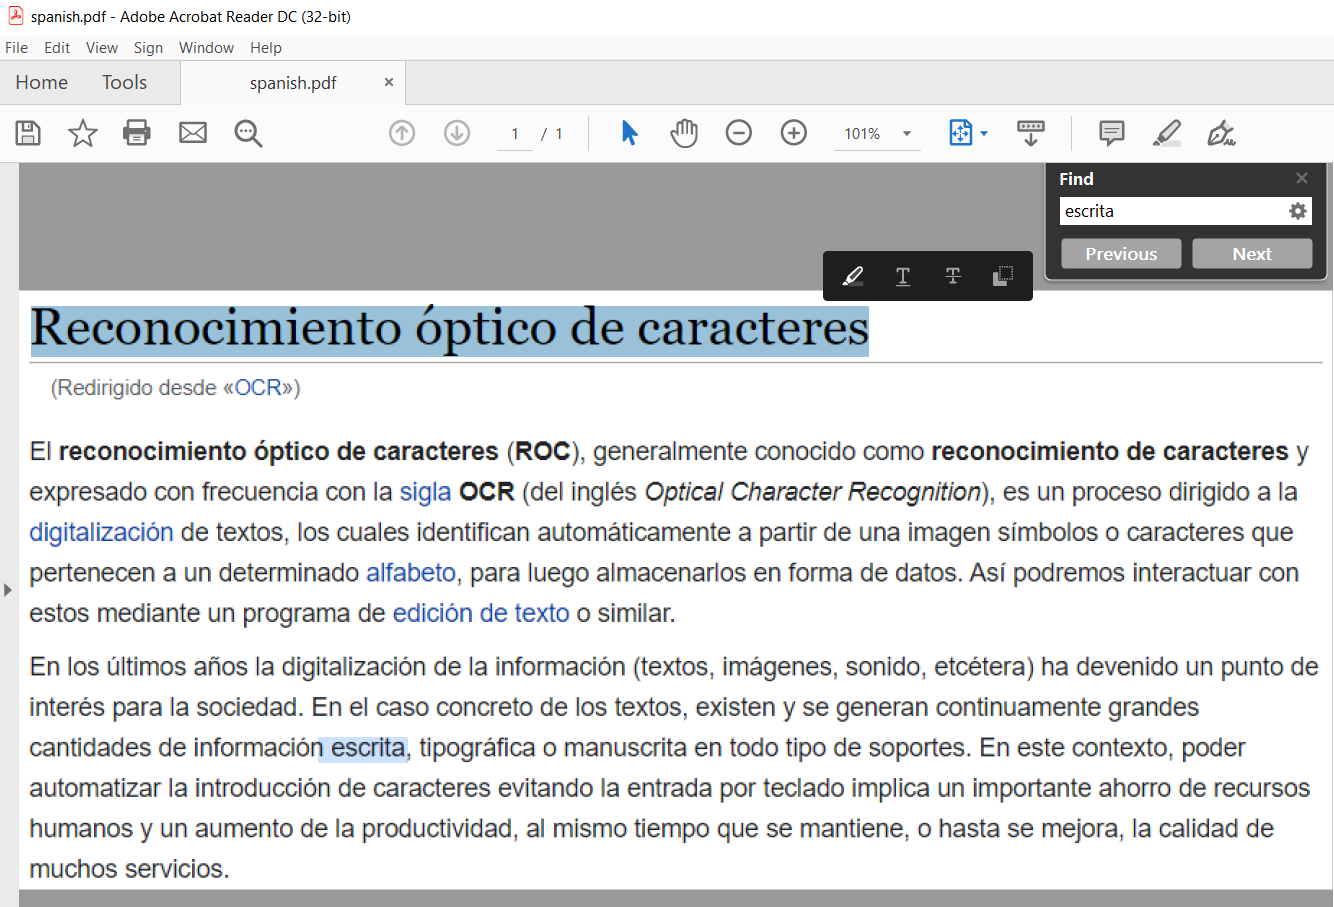 spanish.pdf - Adobe Acrobat Reader DC (32-bit)
File Edit View Sign Window Help
Home Tools spanish.pdf ×
1 / 1 101%
Find ×
escrita
Previous Next
Reconocimiento óptico de caracteres
(Redirigido desde «OCR»)
El reconocimiento óptico de caracteres (ROC), generalmente conocido como reconocimiento de caracteres y
expresado con frecuencia con la sigla OCR (del inglés Optical Character Recognition), es un proceso dirigido a la
digitalización de textos, los cuales identifican automáticamente a partir de una imagen símbolos o caracteres que
pertenecen a un determinado alfabeto, para luego almacenarlos en forma de datos. Así podremos interactuar con
estos mediante un programa de edición de texto o similar.
En los últimos años la digitalización de la información (textos, imágenes, sonido, etcétera) ha devenido un punto de
interés para la sociedad. En el caso concreto de los textos, existen y se generan continuamente grandes
cantidades de información escrita, tipográfica o manuscrita en todo tipo de soportes. En este contexto, poder
automatizar la introducción de caracteres evitando la entrada por teclado implica un importante ahorro de recursos
humanos y un aumento de la productividad, al mismo tiempo que se mantiene, o hasta se mejora, la calidad de
muchos servicios.